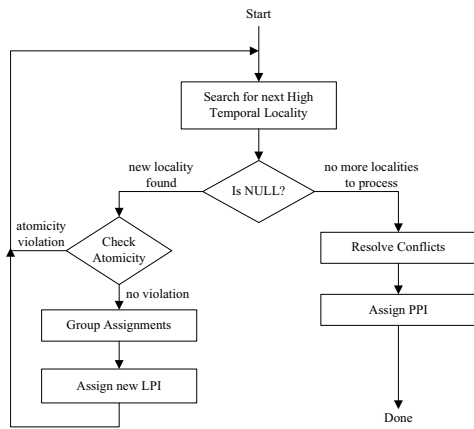 Start
Search for next High
Temporal Locality
new locality
found
Is NULL?
no more localities
to process
atomicity
violation
Check
Atomicity
Resolve Conflicts
no violation
Group Assignments
Assign PPI
Assign new LPI
Done